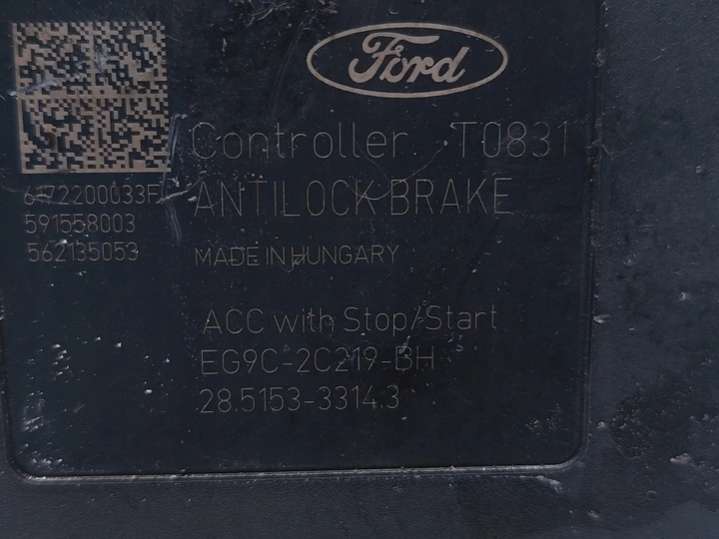 Ford
Controller T0831
ANTILOCK BRAKE
591558003
562135053
MADE IN HUNGARY
ACC with Stop/Start
EG9C-2C219-BH
28.5153-3314.3